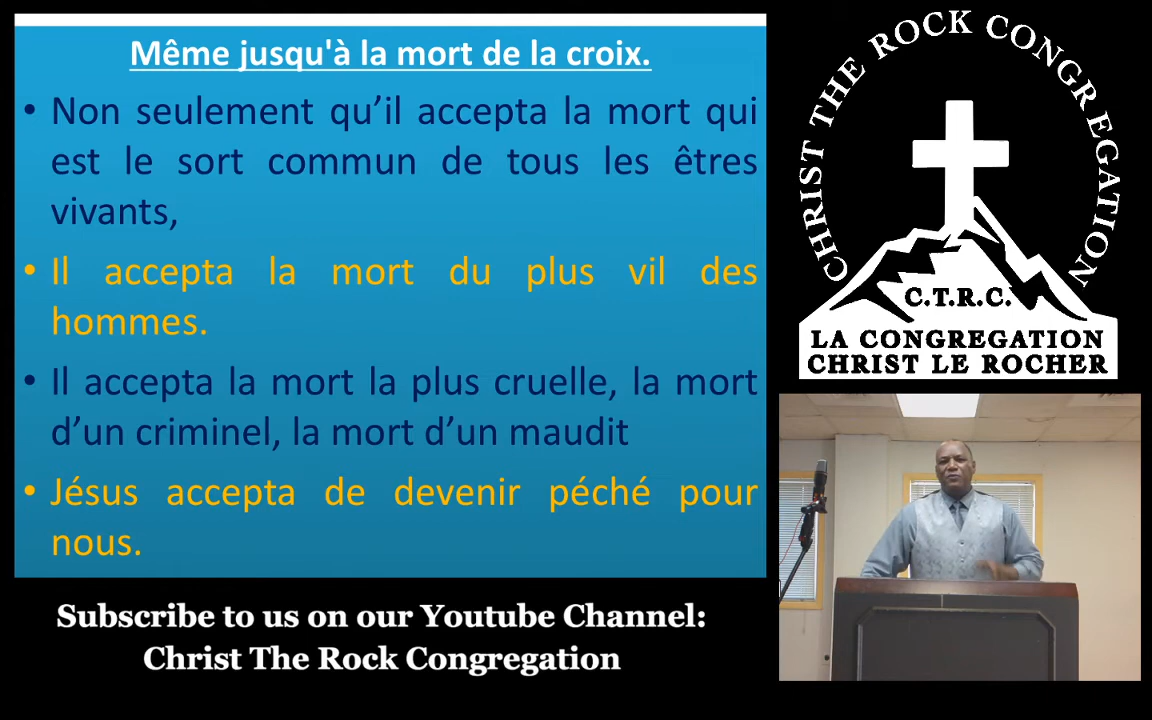 Même jusqu'à la mort de la croix.
• Non seulement qu’il accepta la mort qui
est le sort commun de tous les êtres
vivants,
• Il accepta la mort du plus vil des
hommes.
• Il accepta la mort la plus cruelle, la mort
d’un criminel, la mort d’un maudit
• Jésus accepta de devenir péché pour
nous.
Subscribe to us on our Youtube Channel:
Christ The Rock Congregation
CHRIST THE ROCK CONGREGATION
C.T.R.C.
LA CONGREGATION
CHRIST LE ROCHER